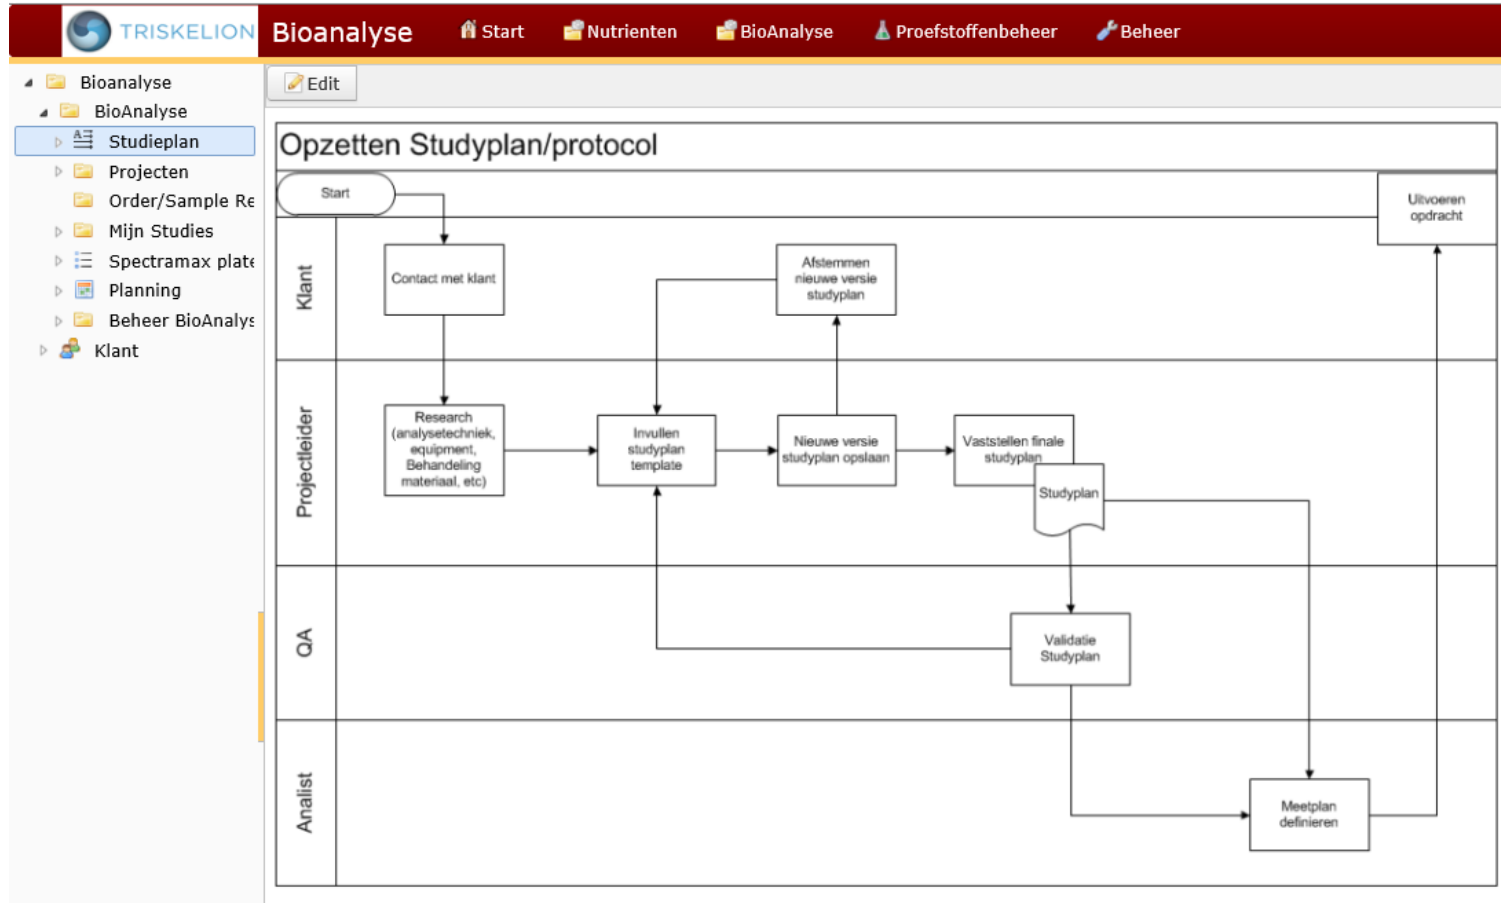 TRISKELION
Bioanalyse
Start
Nutrienten
BioAnalyse
Proefstoffenbeheer
Beheer
Bioanalyse
BioAnalyse
Studieplan
Projecten
Order/Sample Re
Mijn Studies
Spectramax plate
Planning
Beheer BioAnalys
Klant
Edit
Opzetten Studyplan/protocol
Start
Uitvoeren
opdracht
Klant
Contact met klant
Afstemmen
nieuwe versie
studyplan
Projectleider
Research
(analysetechniek,
equipment,
Behandeling
materiaal, etc)
Invullen
studyplan
template
Nieuwe versie
studyplan opslaan
Vaststellen finale
studyplan
Studyplan
QA
Validatie
Studyplan
Analist
Meetplan
definieren